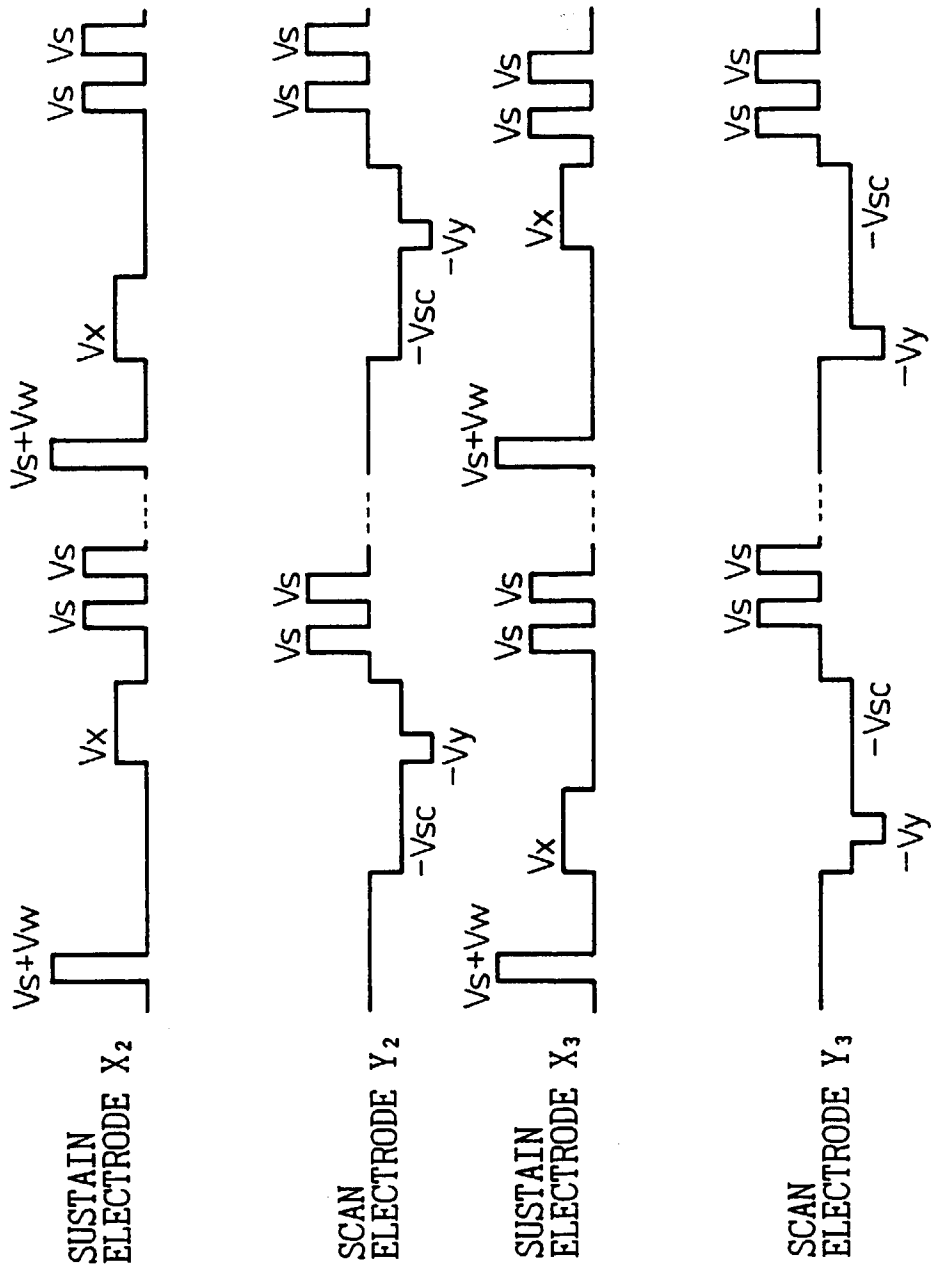 SUSTAIN
ELECTRODE X2
Vs+Vw
Vx
Vs
Vs
Vs+Vw
Vx
Vs
Vs
SCAN
ELECTRODE Y2
-Vsc
-Vy
Vs
Vs
-Vsc
-Vy
Vs
Vs
SUSTAIN
ELECTRODE X3
Vs+Vw
Vx
Vs
Vs
Vs+Vw
Vx
Vs
Vs
SCAN
ELECTRODE Y3
-Vy
-Vsc
Vs
Vs
-Vy
-Vsc
Vs
Vs